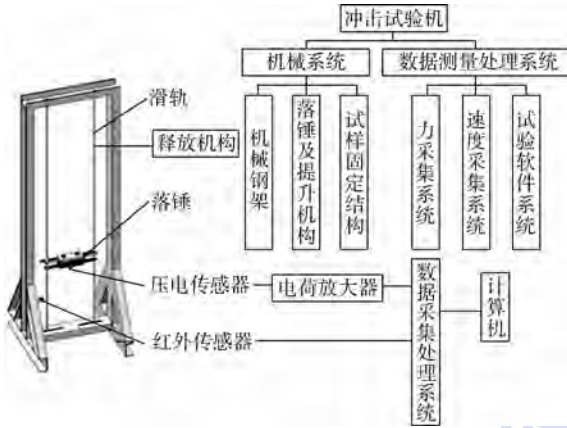 冲击试验机
机械系统
数据测量处理系统
机械钢架
落锤及提升机构
试样固定结构
力采集系统
速度采集系统
试验软件系统
滑轨
释放机构
落锤
压电传感器
电荷放大器
红外传感器
数据采集处理系统
计算机